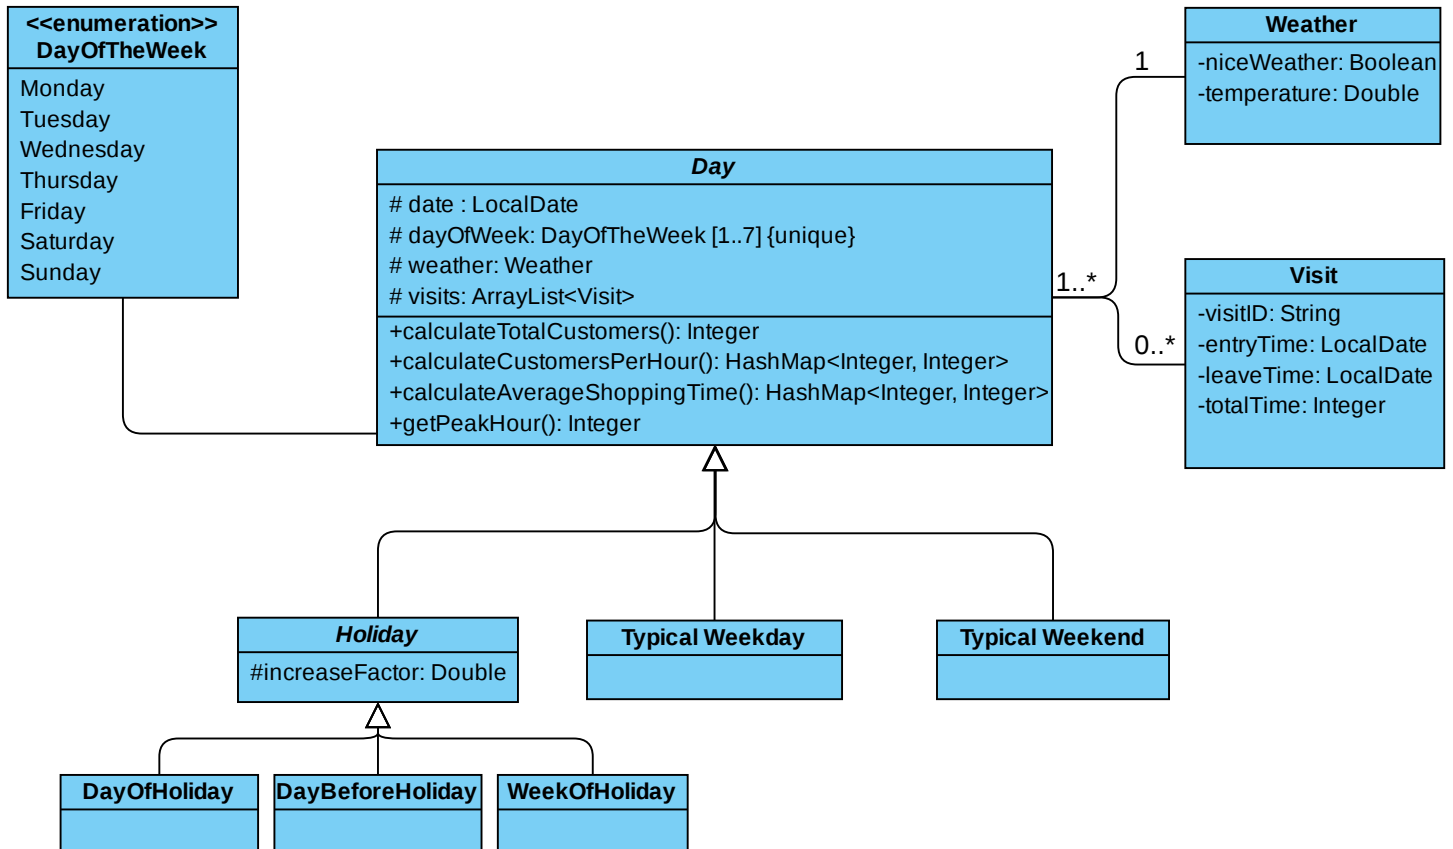 <<enumeration>>
DayOfTheWeek
Monday
Tuesday
Wednesday
Thursday
Friday
Saturday
Sunday
Day
# date : LocalDate
# dayOfWeek: DayOfTheWeek [1..7] {unique}
# weather: Weather
# visits: ArrayList<Visit>
+calculateTotalCustomers(): Integer
+calculateCustomersPerHour(): HashMap<Integer, Integer>
+calculateAverageShoppingTime(): HashMap<Integer, Integer>
+getPeakHour(): Integer
1..*
1
0..*
Weather
-niceWeather: Boolean
-temperature: Double
Visit
-visitID: String
-entryTime: LocalDate
-leaveTime: LocalDate
-totalTime: Integer
Holiday
#increaseFactor: Double
Typical Weekday
Typical Weekend
DayOfHoliday
DayBeforeHoliday
WeekOfHoliday